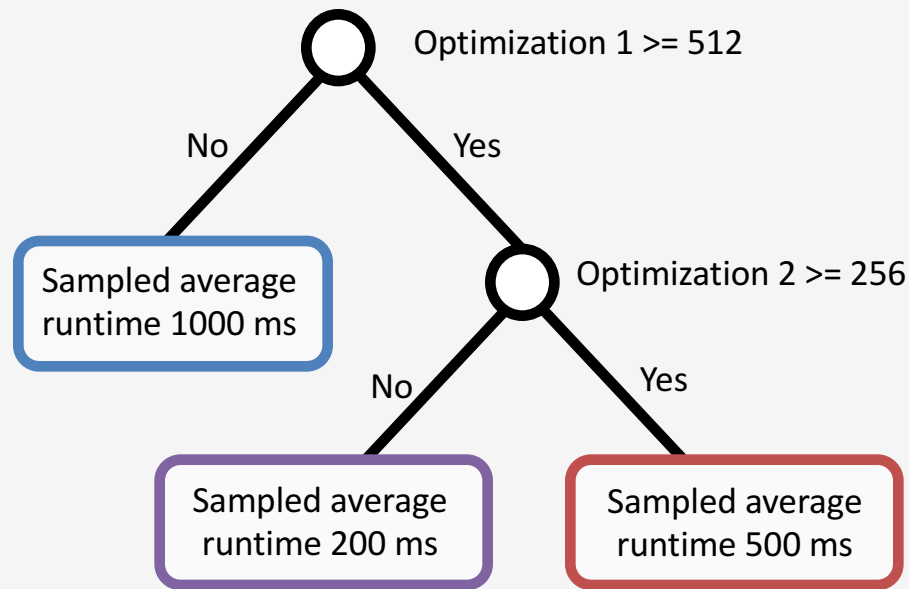 Optimization 1 >= 512
No
Yes
Sampled average
runtime 1000 ms
Optimization 2 >= 256
No
Yes
Sampled average
runtime 200 ms
Sampled average
runtime 500 ms